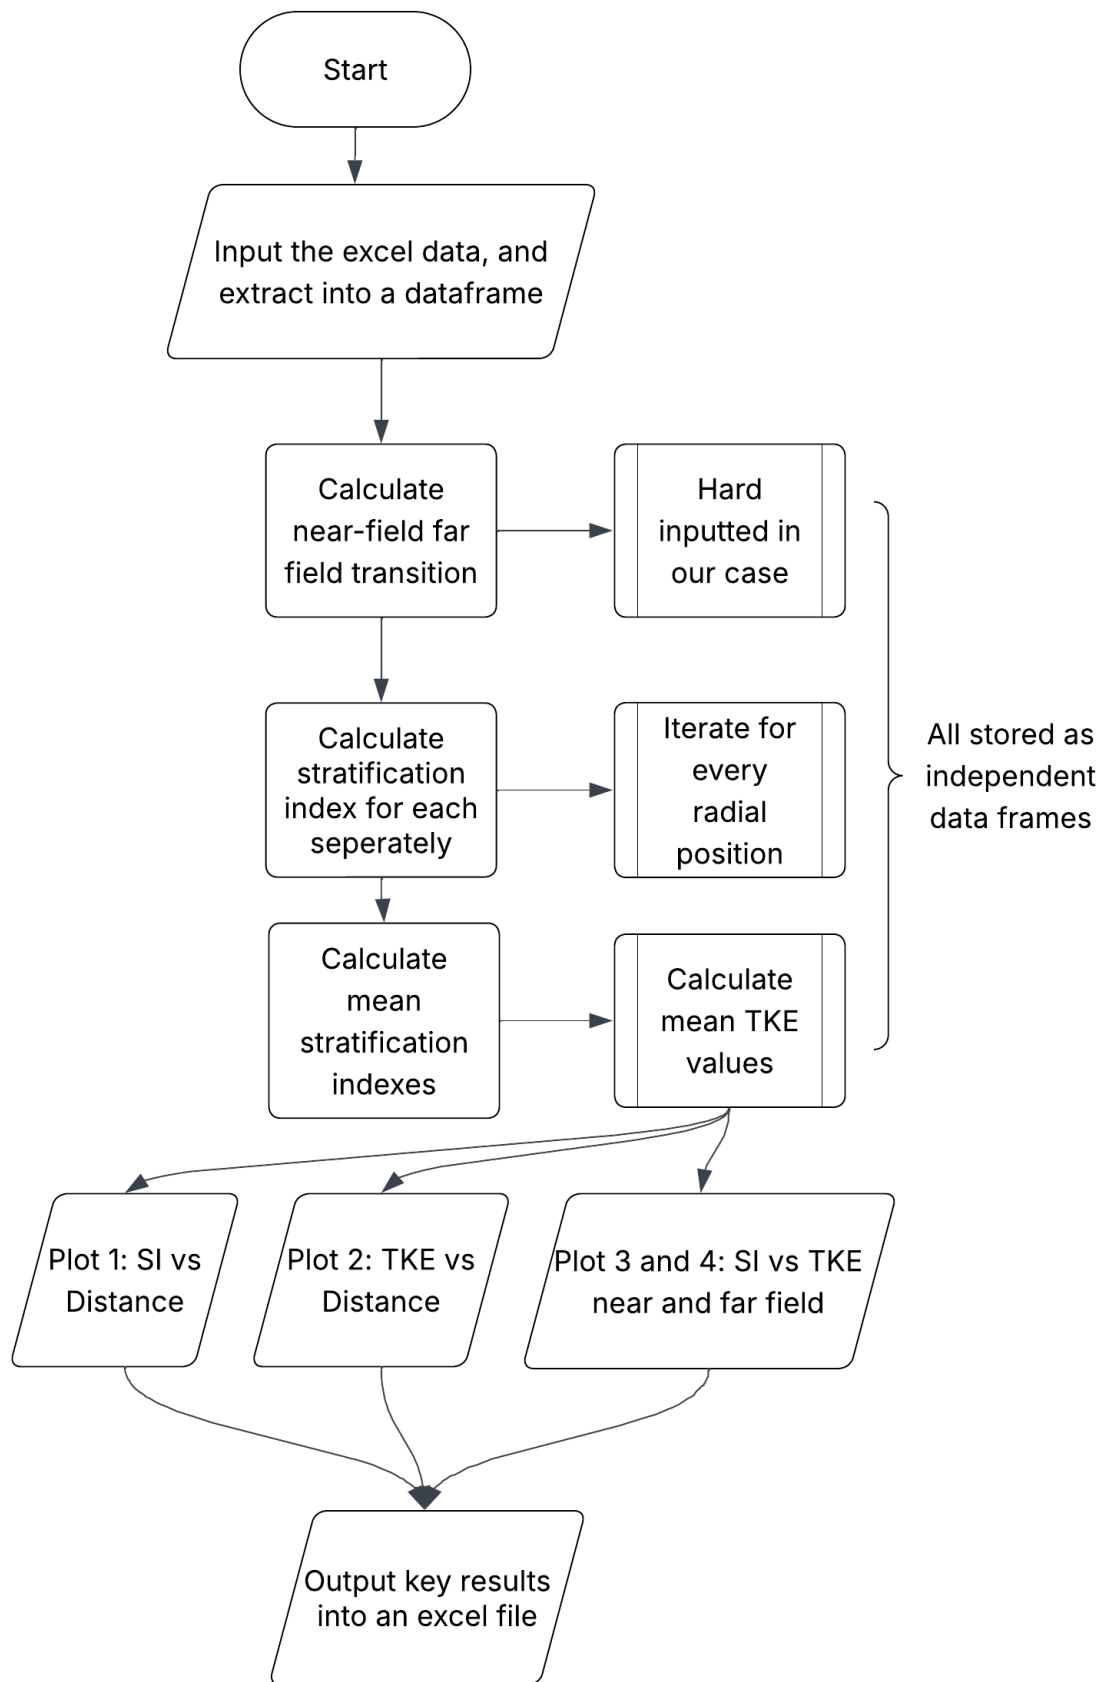 Start
Input the excel data, and
extract into a dataframe
Calculate
near-field far
field transition
Hard
inputted in
our case
Calculate
stratification
index for each
seperately
Iterate for
every
radial
position
All stored as
independent
data frames
Calculate
mean
stratification
indexes
Calculate
mean TKE
values
Plot 1: SI vs
Distance
Plot 2: TKE vs
Distance
Plot 3 and 4: SI vs TKE
near and far field
Output key results
into an excel file